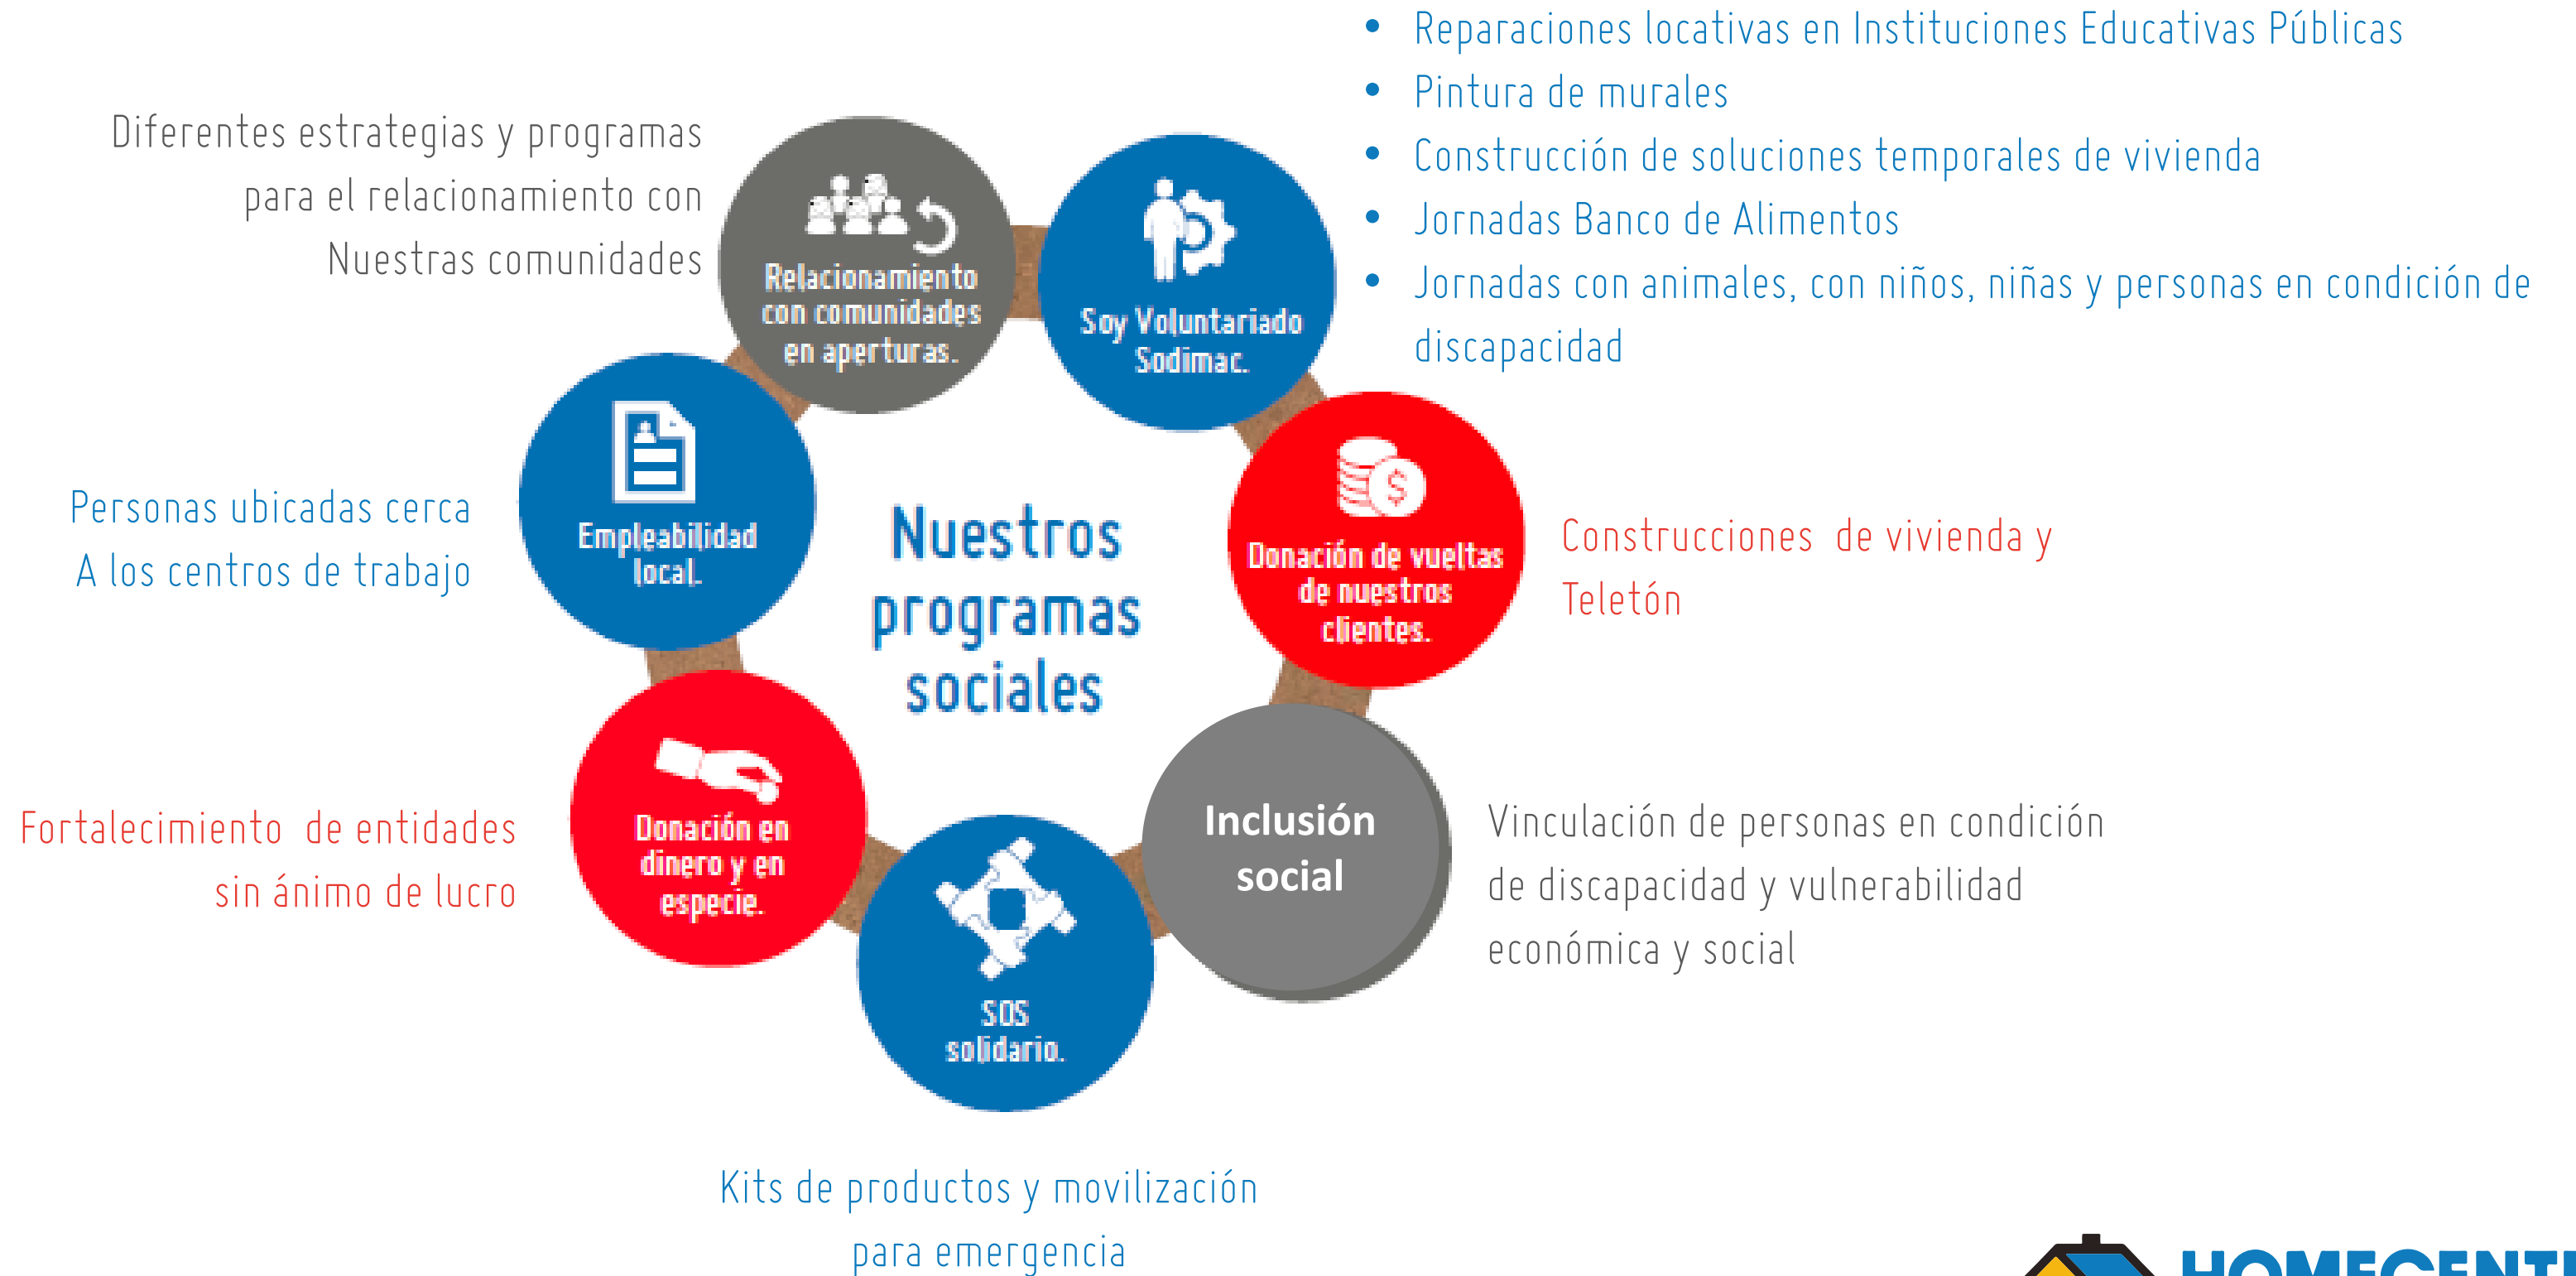 • Reparaciones locativas en Instituciones Educativas Públicas
• Pintura de murales
• Construcción de soluciones temporales de vivienda
• Jornadas Banco de Alimentos
• Jornadas con animales, con niños, niñas y personas en condición de
discapacidad
Diferentes estrategias y programas
para el relacionamiento con
Nuestras comunidades
Relacionamiento
con comunidades
en aperturas.
Soy Voluntariado
Sodimac.
Personas ubicadas cerca
A los centros de trabajo
Empleabilidad
local.
Nuestros
programas
sociales
Donación de vueltas
de nuestros
clientes.
Construcciones de vivienda y
Teletón
Fortalecimiento de entidades
sin ánimo de lucro
Donación en
dinero y en
especie.
SOS
solidario.
Inclusión
social
Vinculación de personas en condición
de discapacidad y vulnerabilidad
económica y social
Kits de productos y movilización
para emergencia